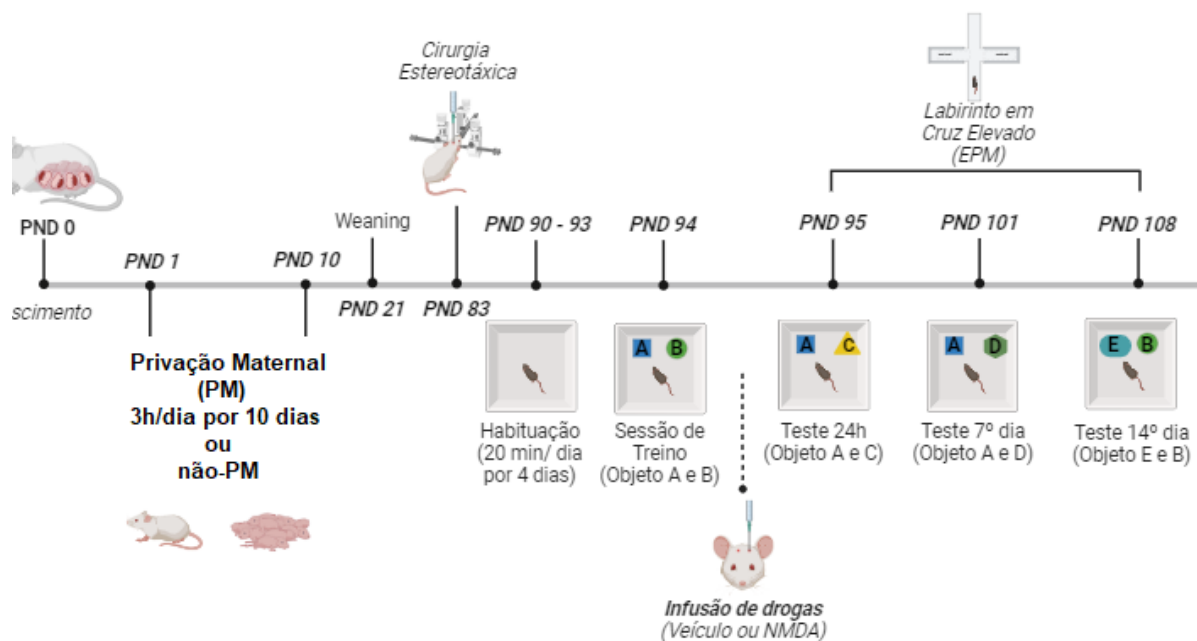 Cirurgia
Estereotáxica
Labirinto em
Cruz Elevado
(EPM)
PND 0
PND 1
PND 10
Weaning
PND 90 - 93
PND 94
PND 95
PND 101
PND 108
scimento
PND 21
PND 83
Privação Maternal
(PM)
3h/dia por 10 dias
ou
não-PM
A B
A C
A D
E B
Habituação
(20 min/ dia
por 4 dias)
Sessão de
Treino
(Objeto A e B)
Teste 24h
(Objeto A e C)
Teste 7º dia
(Objeto A e D)
Teste 14º dia
(Objeto E e B)
Infusão de drogas
(Veículo ou NMDA)